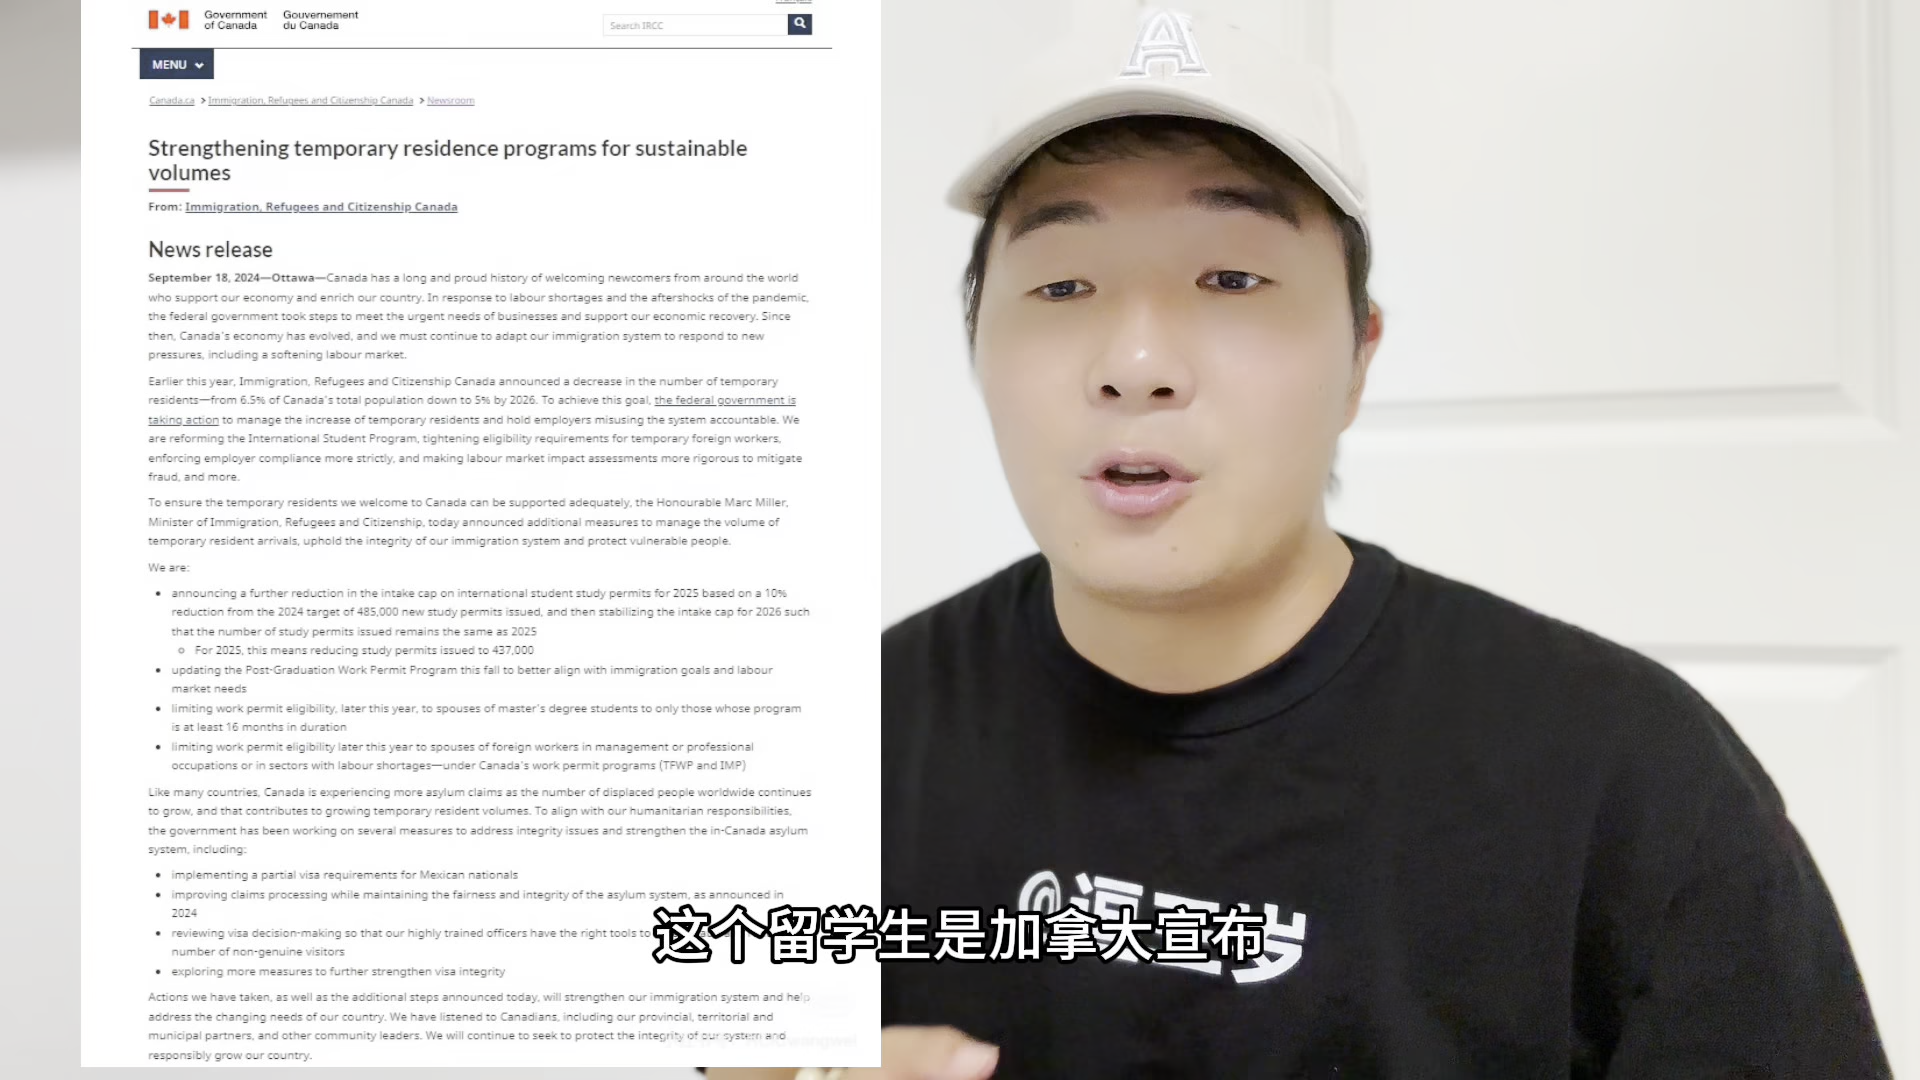 Government of Canada
Gouvernement du Canada
Search IRCC
MENU
Canada.ca > Immigration, Refugees and Citizenship Canada > Newsroom
Strengthening temporary residence programs for sustainable
volumes
From: Immigration, Refugees and Citizenship Canada
News release
September 18, 2024—Ottawa—Canada has a long and proud history of welcoming newcomers from around the world
who support our economy and enrich our country. In response to labour shortages and the aftershocks of the pandemic,
the federal government took steps to meet the urgent needs of businesses and support our economic recovery. Since
then, Canada's economy has evolved, and we must continue to adapt our immigration system to respond to new
pressures, including a softening labour market.
Earlier this year, Immigration, Refugees and Citizenship Canada announced a decrease in the number of temporary
residents—from 6.5% of Canada's total population down to 5% by 2026. To achieve this goal, the federal government is
taking action to manage the increase of temporary residents and hold employers misusing the system accountable. We
are reforming the International Student Program, tightening eligibility requirements for temporary foreign workers,
enforcing employer compliance more strictly, and making labour market impact assessments more rigorous to mitigate
fraud, and more.
To ensure the temporary residents we welcome to Canada can be supported adequately, the Honourable Marc Miller,
Minister of Immigration, Refugees and Citizenship, today announced additional measures to manage the volume of
temporary resident arrivals, uphold the integrity of our immigration system and protect vulnerable people.
We are:
• announcing a further reduction in the intake cap on international student study permits for 2025 based on a 10%
reduction from the 2024 target of 485,000 new study permits issued, and then stabilizing the intake cap for 2026 such
that the number of study permits issued remains the same as 2025
○ For 2025, this means reducing study permits issued to 437,000
• updating the Post-Graduation Work Permit Program this fall to better align with immigration goals and labour
market needs
• limiting work permit eligibility, later this year, to spouses of master's degree students to only those whose program
is at least 16 months in duration
• limiting work permit eligibility later this year to spouses of foreign workers in management or professional
occupations or in sectors with labour shortages—under Canada's work permit programs (TFWP and IMP)
Like many countries, Canada is experiencing more asylum claims as the number of displaced people worldwide continues
to grow, and that contributes to growing temporary resident volumes. To align with our humanitarian responsibilities,
the government has been working on several measures to address integrity issues and strengthen the in-Canada asylum
system, including:
• implementing a partial visa requirements for Mexican nationals
• improving claims processing while maintaining the fairness and integrity of the asylum system, as announced in
2024
• reviewing visa decision-making so that our highly trained officers have the right tools to
number of non-genuine visitors
• exploring more measures to further strengthen visa integrity
Actions we have taken, as well as the additional steps announced today, will strengthen our immigration system and help
address the changing needs of our country. We have listened to Canadians, including our provincial, territorial and
municipal partners, and other community leaders. We will continue to seek to protect the integrity of our system and
responsibly grow our country.
A
@逗三岁
这个留学生是加拿大宣布